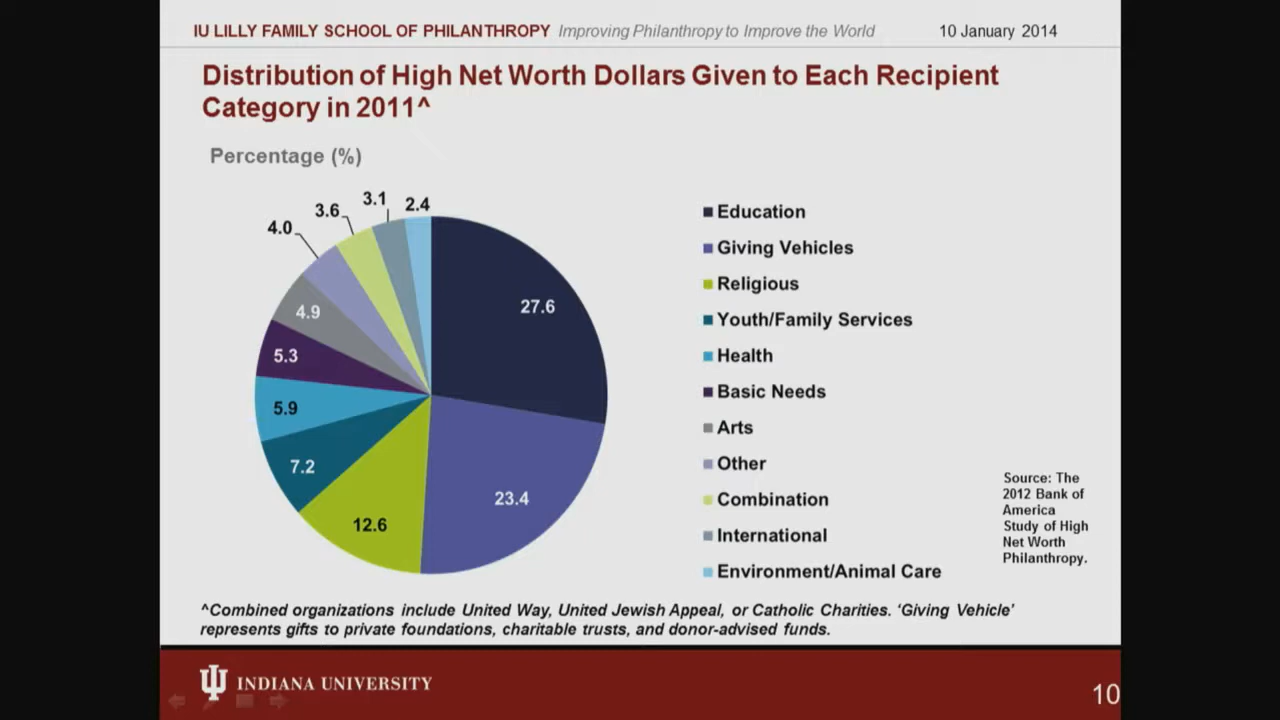 IU LILLY FAMILY SCHOOL OF PHILANTHROPY Improving Philanthropy to Improve the World 10 January 2014
Distribution of High Net Worth Dollars Given to Each Recipient
Category in 2011^
Percentage (%)
27.6
23.4
12.6
7.2
5.9
5.3
4.9
4.0
3.6
3.1
2.4
Education
Giving Vehicles
Religious
Youth/Family Services
Health
Basic Needs
Arts
Other
Combination
International
Environment/Animal Care
Source: The
2012 Bank of
America
Study of High
Net Worth
Philanthropy.
^Combined organizations include United Way, United Jewish Appeal, or Catholic Charities. ‘Giving Vehicle’
represents gifts to private foundations, charitable trusts, and donor-advised funds.
INDIANA UNIVERSITY
10